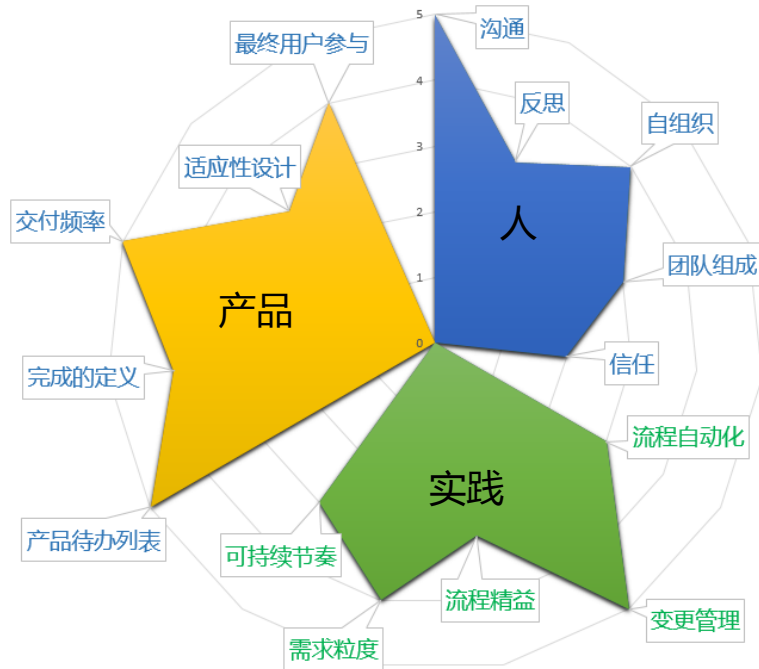 5
沟通
最终用户参与
4
反思
自组织
3
适应性设计
交付频率
2
人
团队组成
1
产品
0
信任
完成的定义
流程自动化
实践
产品待办列表
可持续节奏
流程精益
变更管理
需求粒度